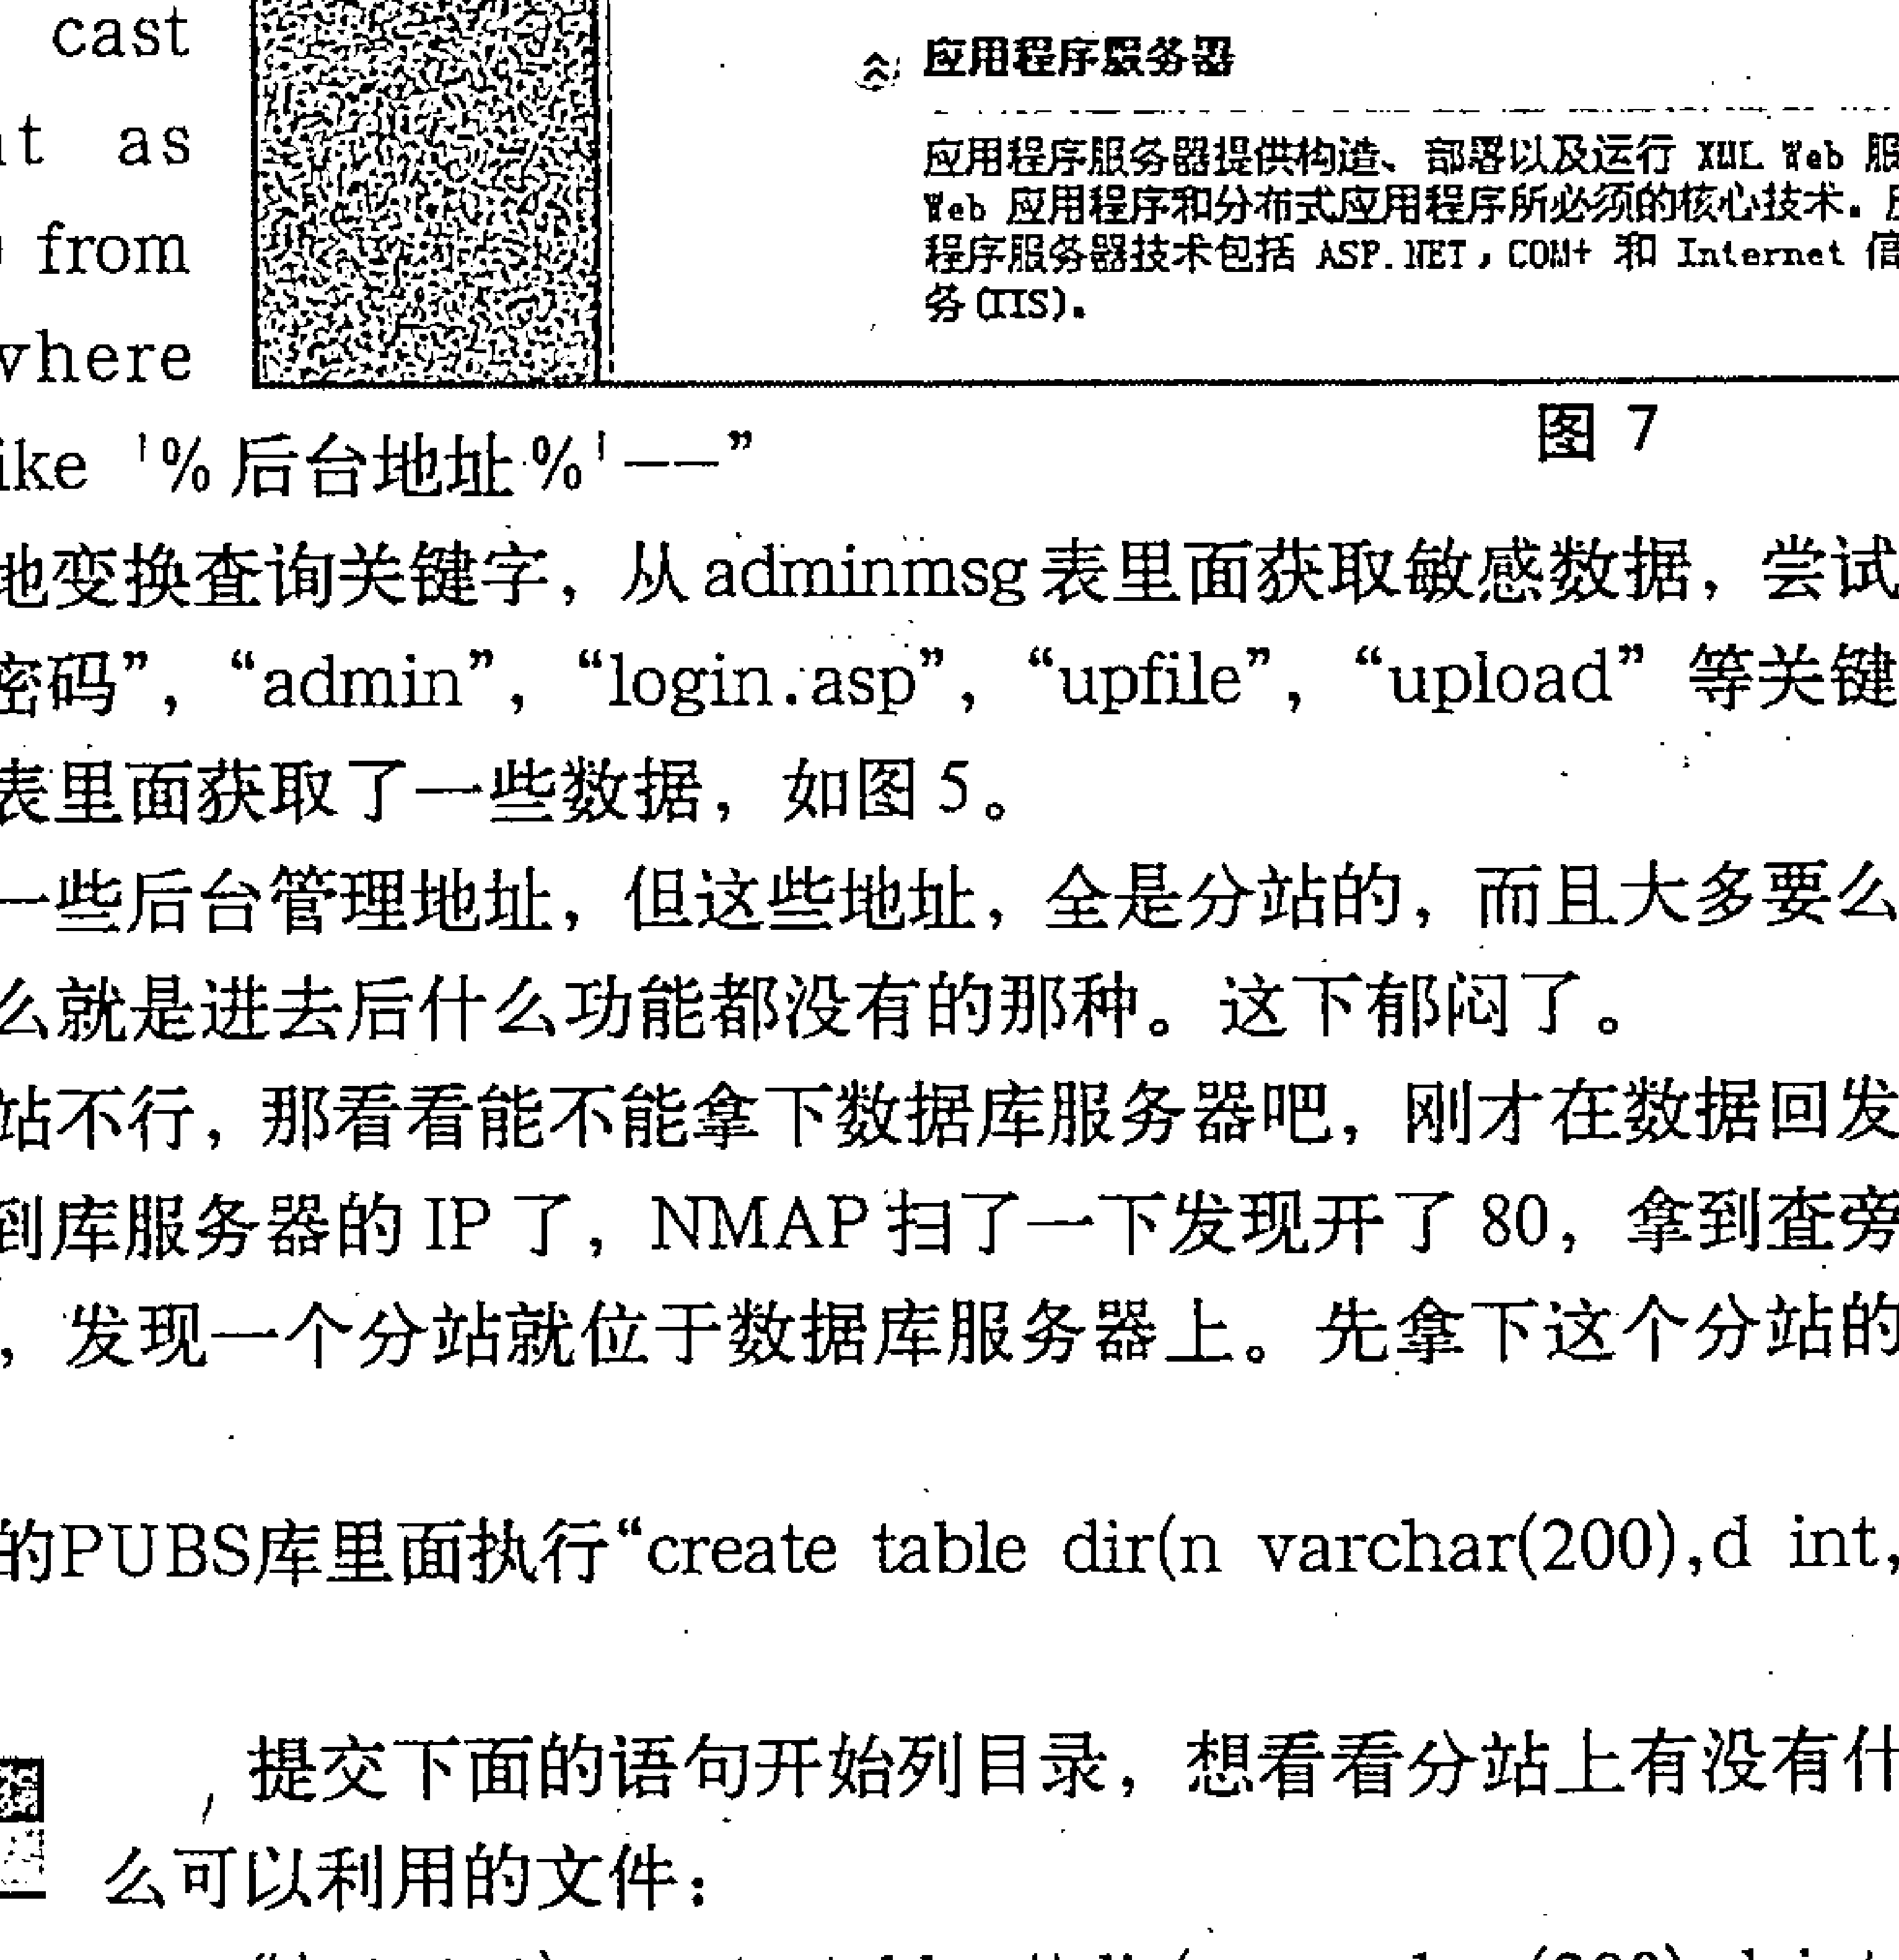 cast
as
from
where
应用程序服务器
应用程序服务器提供构造、部署以及运行 XML Web 服
Web 应用程序和分布式应用程序所必须的核心技术。
程序服务器技术包括 ASP.NET，COM+ 和 Internet 信
务(IIS)。
图 7
ike '%后台地址%'--”
地变换查询关键字，从adminmsg表里面获取敏感数据，尝试
密码”，“admin”，“login.asp”，“upfile”，“upload” 等关键
表里面获取了一些数据，如图5。
一些后台管理地址，但这些地址，全是分站的，而且大多要么
么就是进去后什么功能都没有的那种。这下郁闷了。
站不行，那看看能不能拿下数据库服务器吧，刚才在数据回发
到库服务器的 IP 了，NMAP 扫了一下发现开了 80，拿到查旁
，发现一个分站就位于数据库服务器上。先拿下这个分站的
的PUBS库里面执行“create table dir(n varchar(200),d int,
提交下面的语句开始列目录，想看看分站上有没有什
么可以利用的文件：